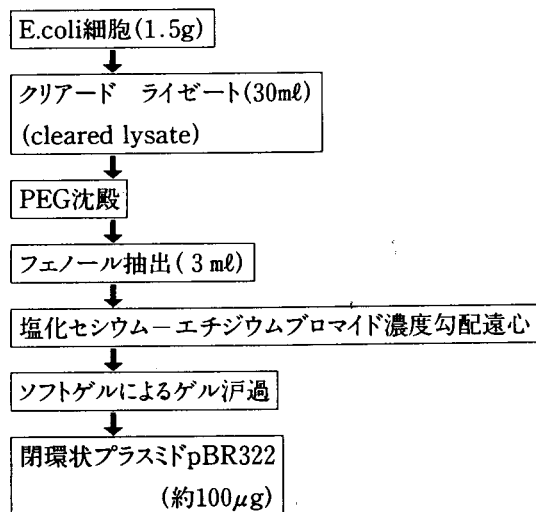 E.coli細胞(1.5g)
クリアード ライゼート(30mℓ)
(cleared lysate)
PEG沈殿
フェノール抽出(3mℓ)
塩化セシウム－エチジウムブロマイド濃度勾配遠心
ソフトゲルによるゲル沪過
閉環状プラスミドpBR322
(約100μg)